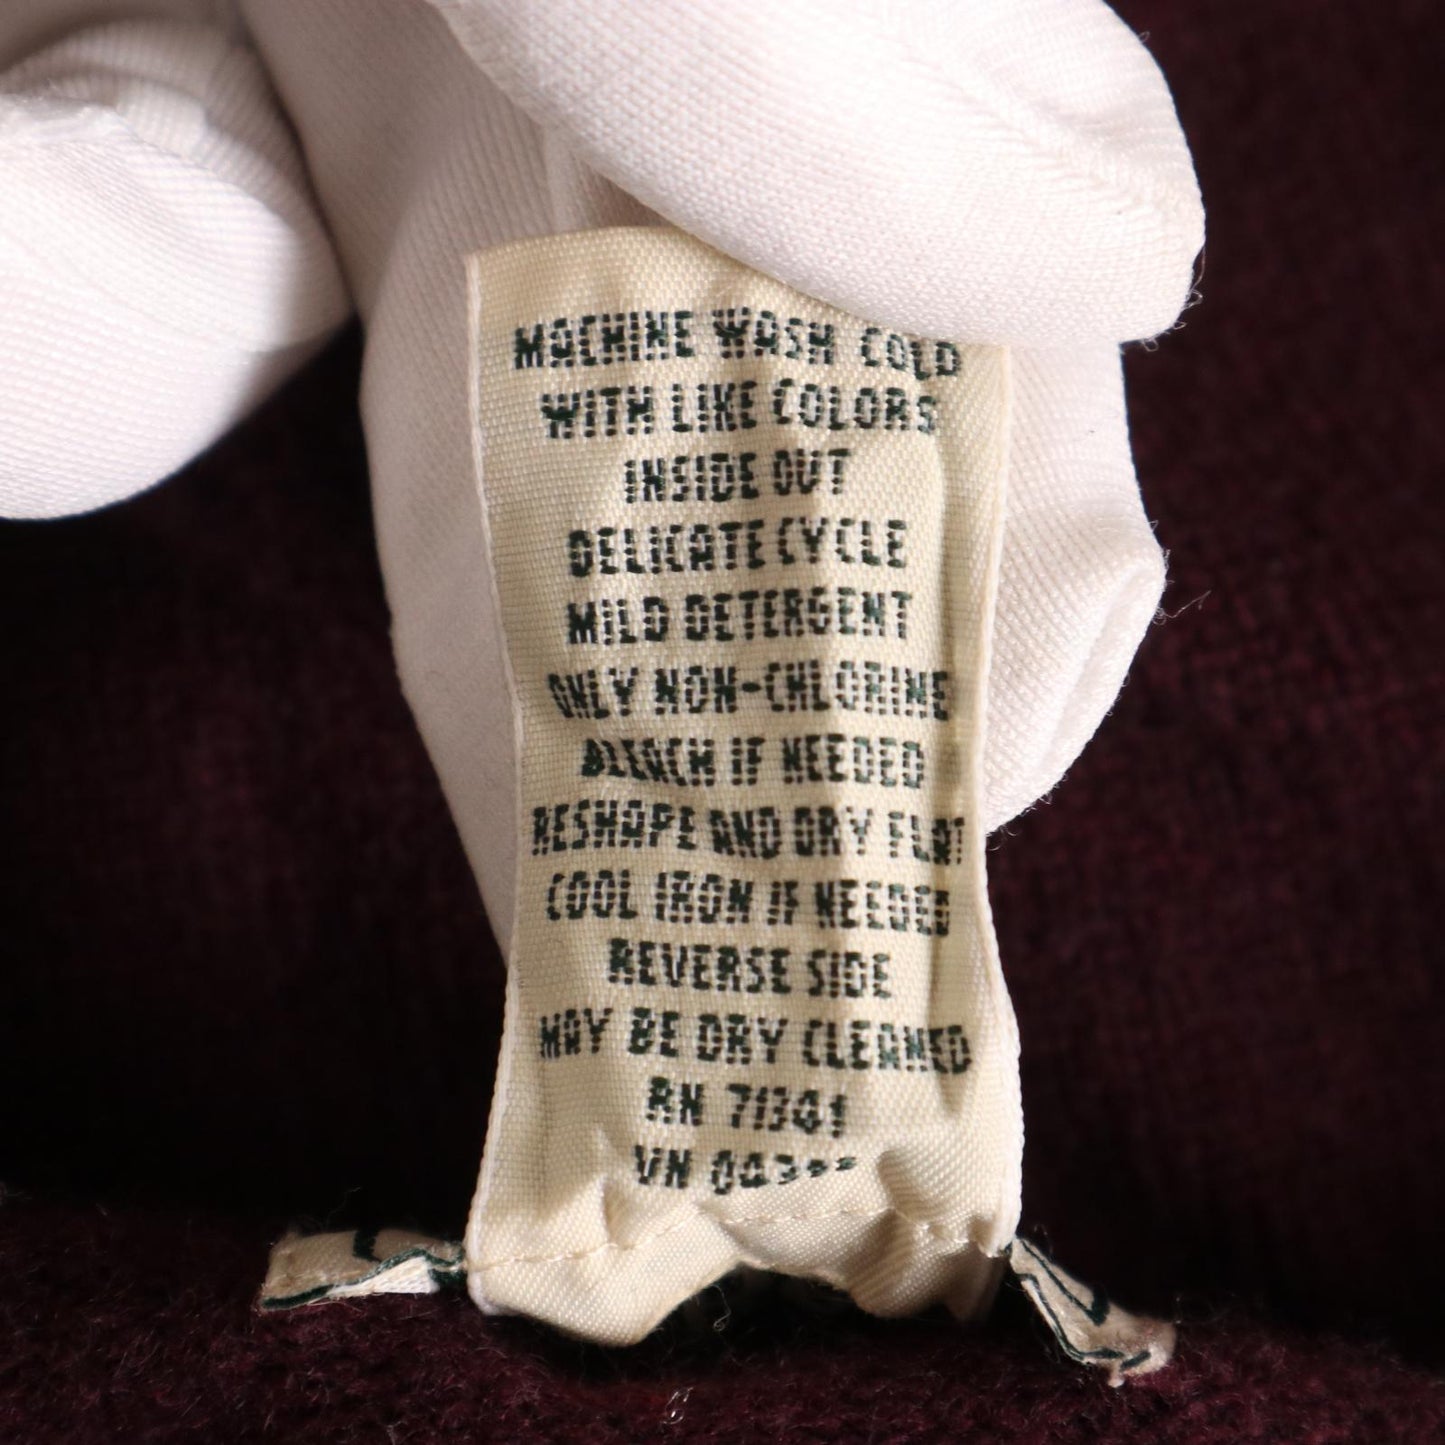 MACHINE WASH COLD
WITH LIKE COLORS
INSIDE OUT
DELICATE CYCLE
MILD DETERGENT
ONLY NON-CHLORINE
BLEACH IF NEEDED
RESHAPE AND DRY FLAT
COOL IRON IF NEEDED
REVERSE SIDE
MAY BE DRY CLEANED
RN 71341
VN